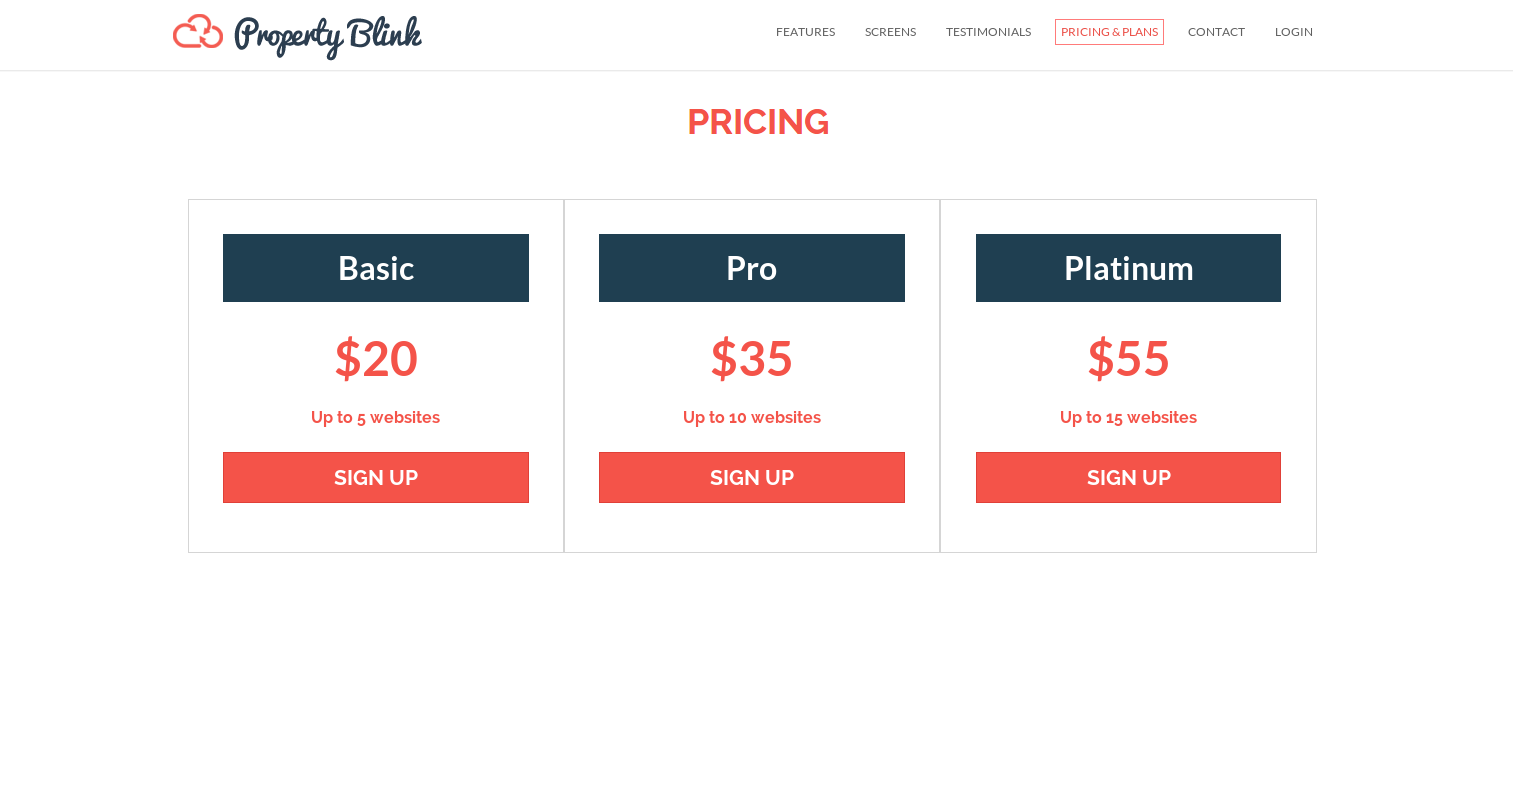 Property Blink
FEATURES SCREENS TESTIMONIALS PRICING & PLANS CONTACT LOGIN
PRICING
Basic
$20
Up to 5 websites
SIGN UP
Pro
$35
Up to 10 websites
SIGN UP
Platinum
$55
Up to 15 websites
SIGN UP